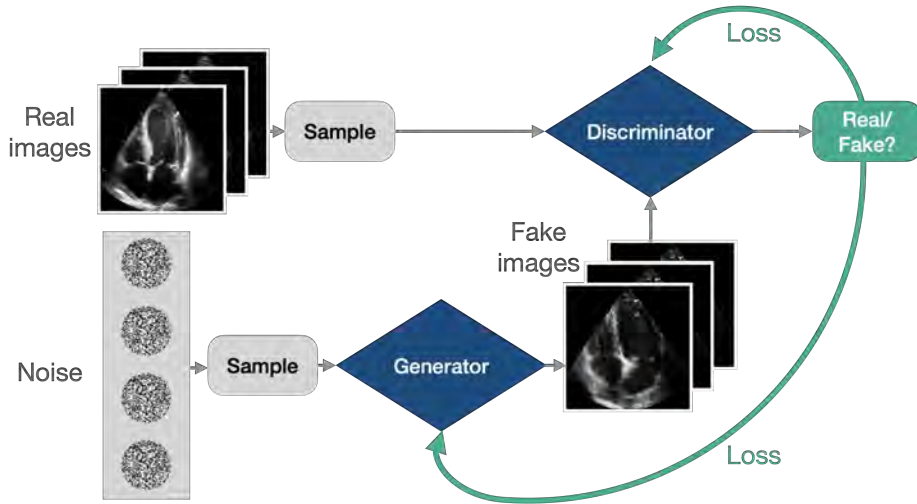 Loss
Real
images
Sample
Discriminator
Real/
Fake?
Fake
images
Noise
Sample
Generator
Loss